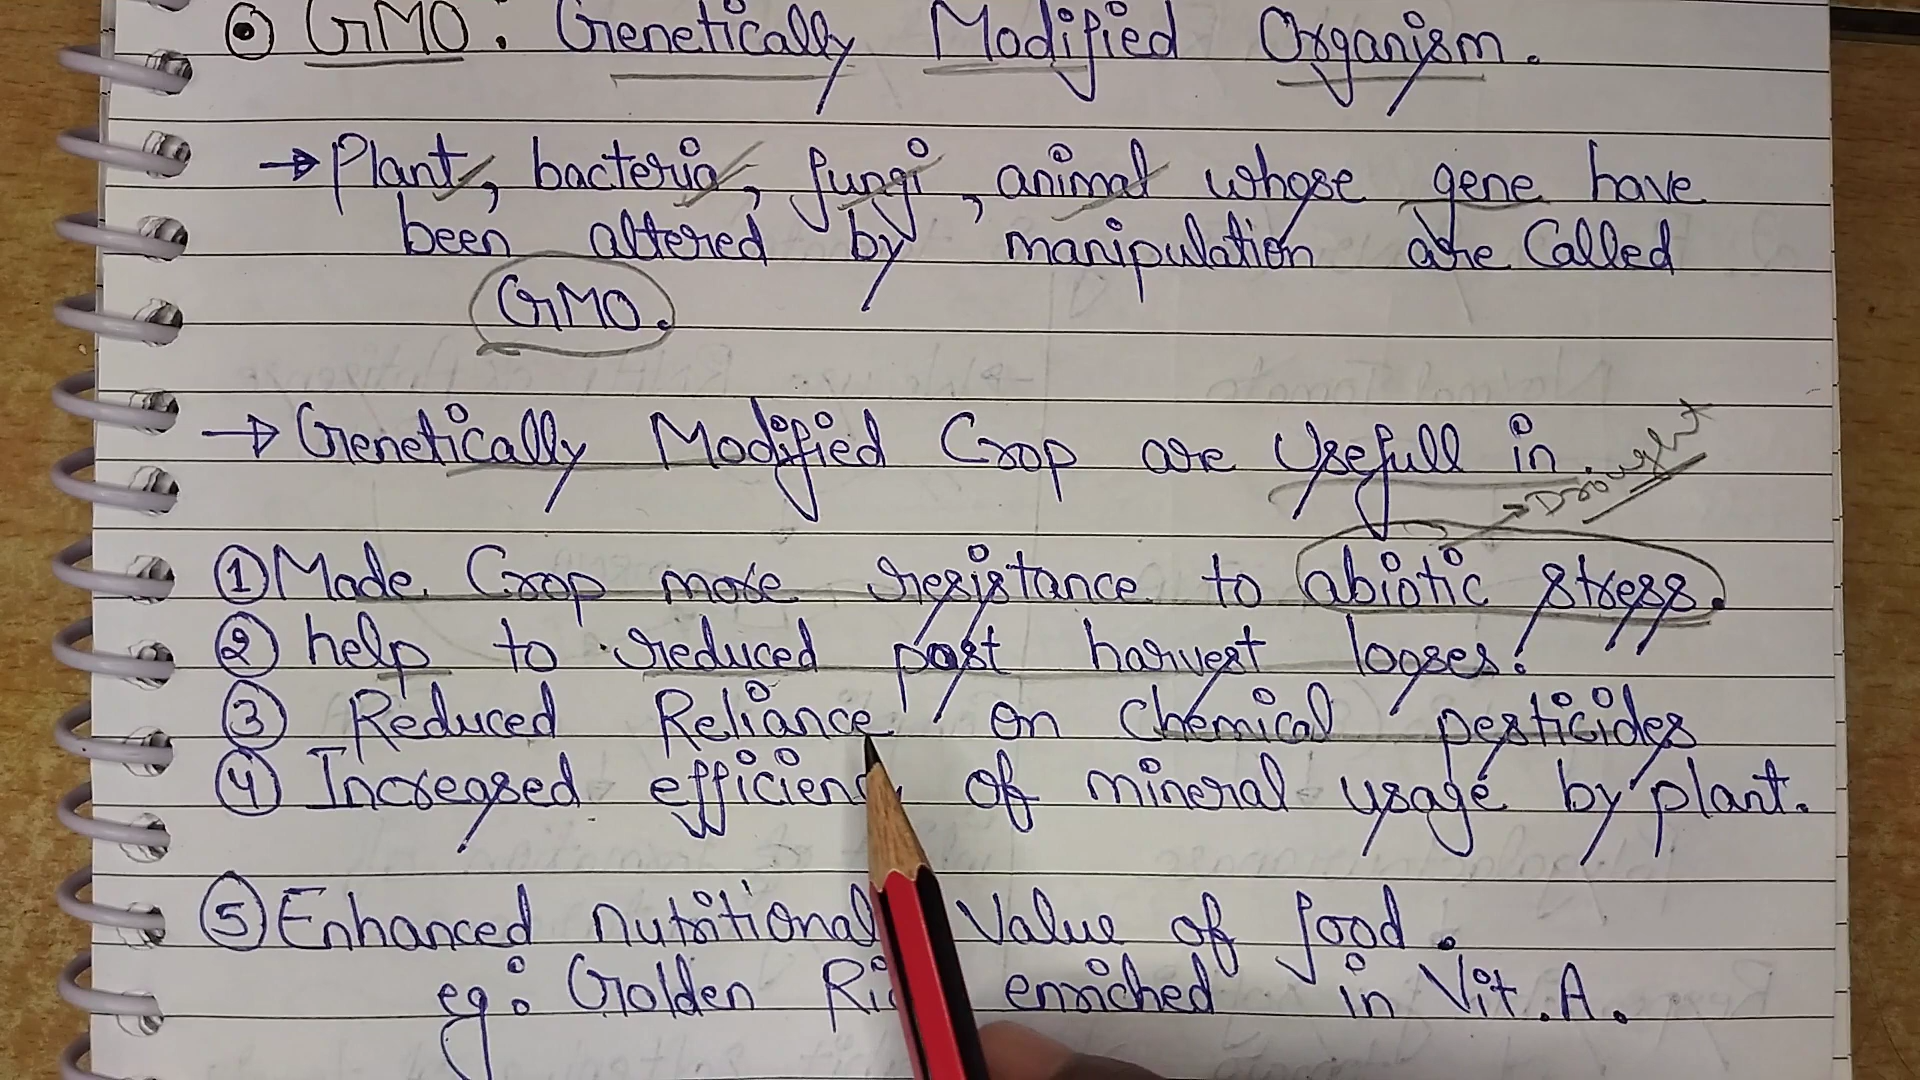 GMO: Genetically Modified Organism.
→ Plant, bacteria, fungi, animal whose gene have
been altered by manipulation are Called
GMO.
→ Genetically Modified Crop are Usefull in.
→ Drought
① Made Crop more resistance to abiotic stress.
② help to reduced post harvest looses.
③ Reduced Reliance on Chemical pesticides
④ Increased of mineral usage by plant.
⑤ Enhanced nutritional Value of food.
eg: Golden enriched in Vit. A.